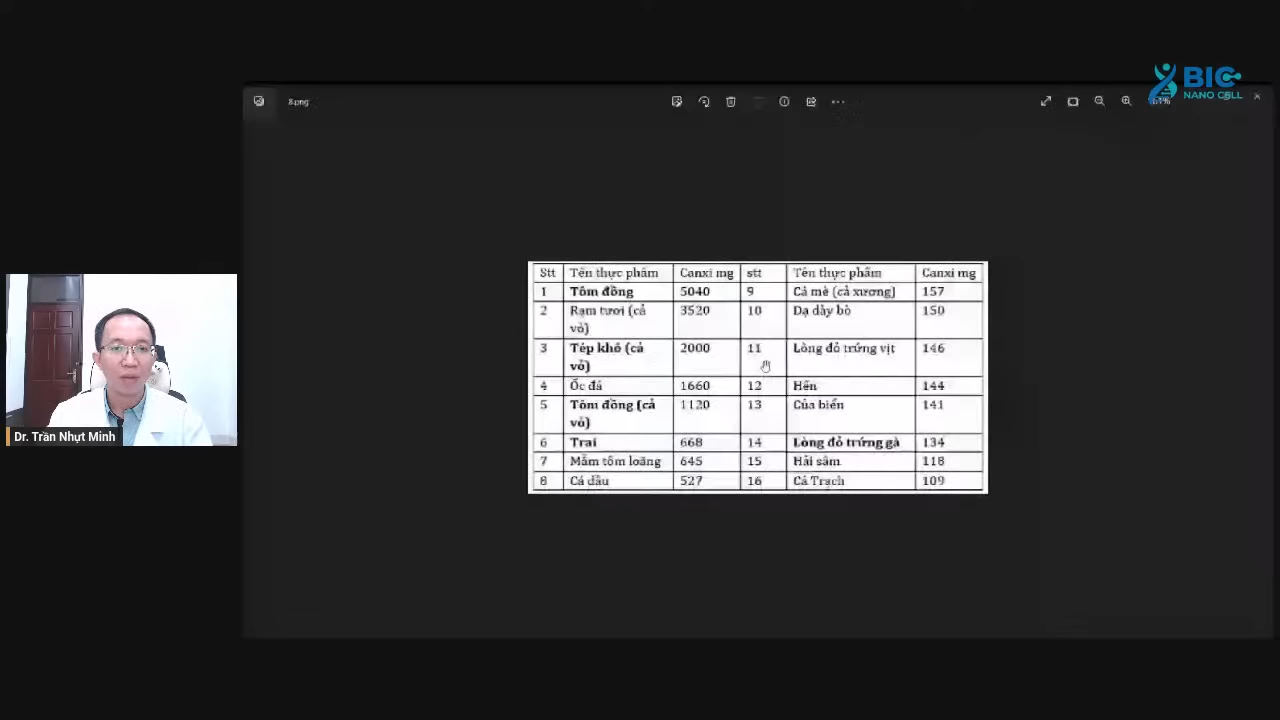 BIC
NANO CELL
8.png
Stt Tên thực phẩm Canxi mg stt Tên thực phẩm Canxi mg
1 Tôm đồng 5040 9 Cá mè (cả xương) 157
2 Rạm tươi (cả vỏ) 3520 10 Dạ dày bò 150
3 Tép khô (cả vỏ) 2000 11 Lòng đỏ trứng vịt 146
4 Ốc đá 1660 12 Hến 144
5 Tôm đồng (cả vỏ) 1120 13 Cua biển 141
6 Trai 668 14 Lòng đỏ trứng gà 134
7 Mắm tôm loãng 645 15 Hải sâm 118
8 Cá dầu 527 16 Cá Trạch 109
Dr. Trần Nhựt Minh